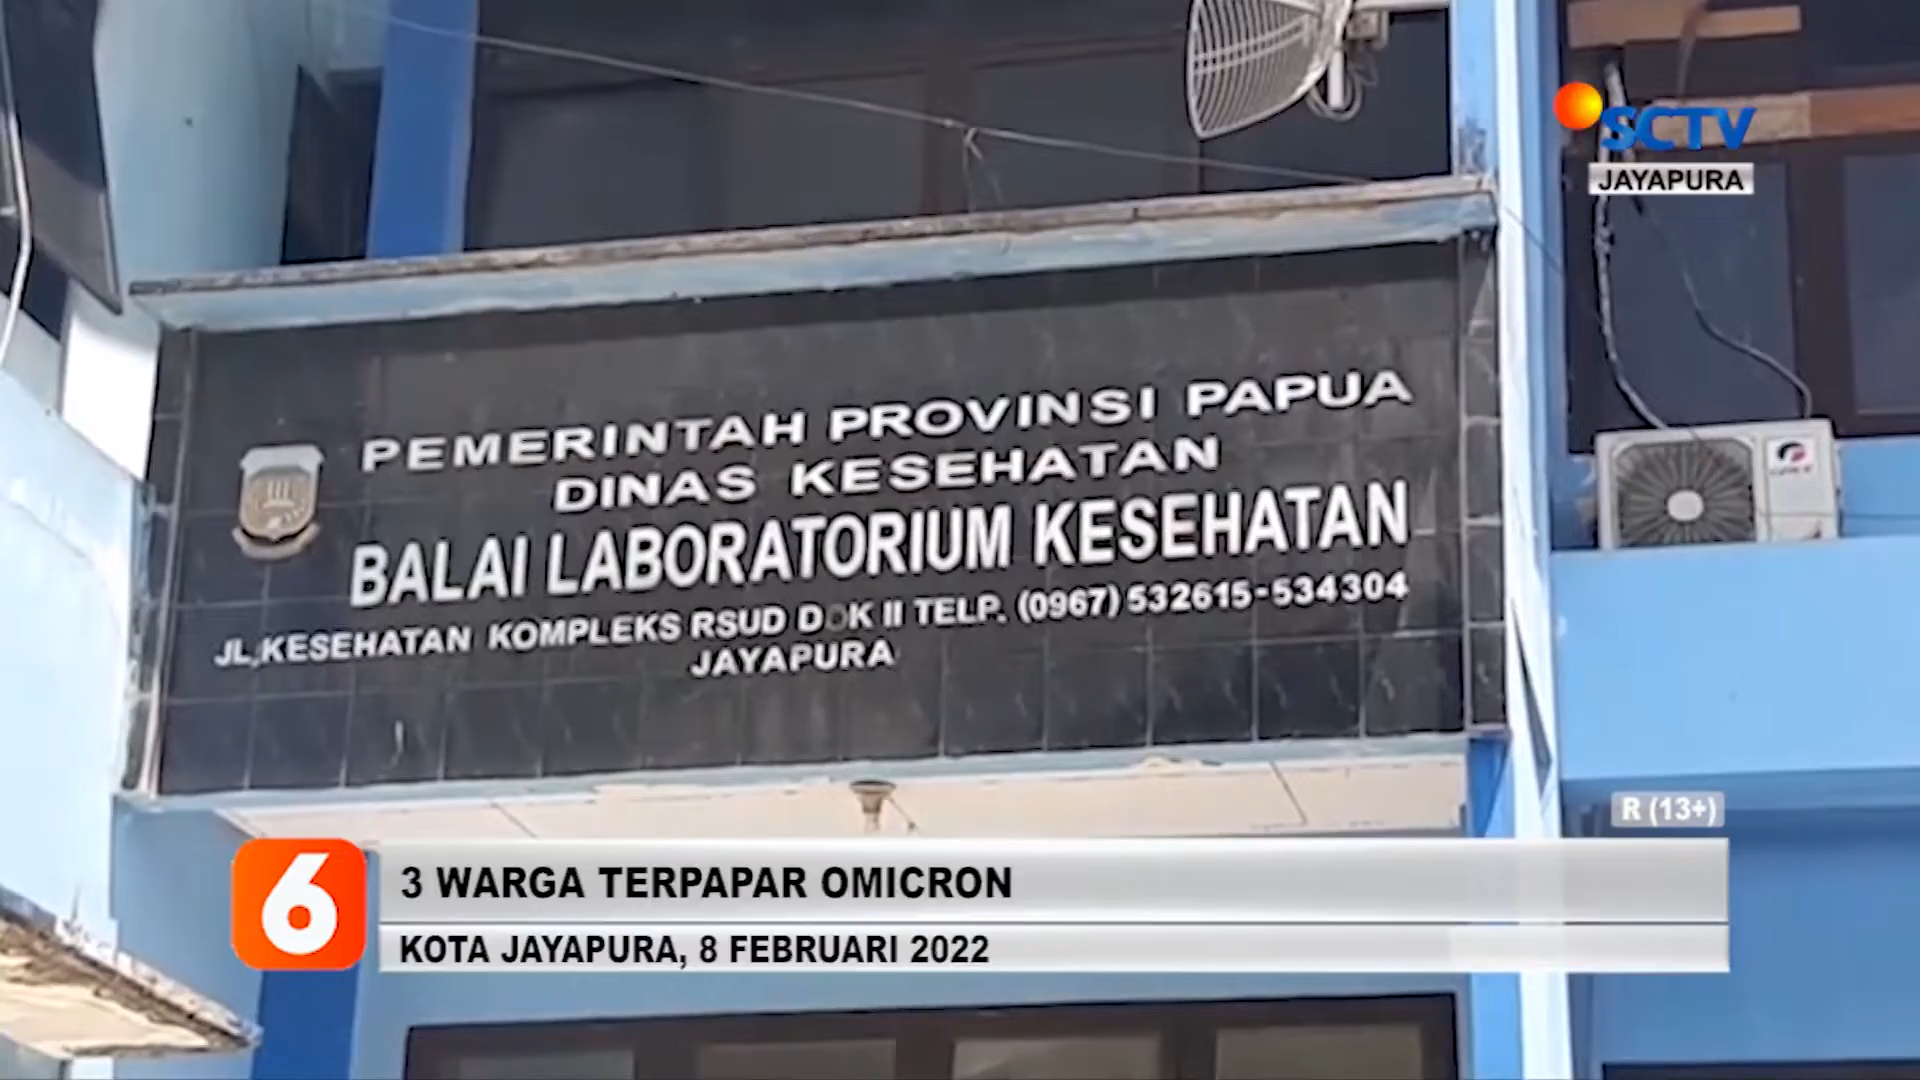 SCTV
JAYAPURA
PEMERINTAH PROVINSI PAPUA
DINAS KESEHATAN
BALAI LABORATORIUM KESEHATAN
JL.KESEHATAN KOMPLEKS RSUD DOK II TELP. (0967) 532615-534304
JAYAPURA
R (13+)
6
3 WARGA TERPAPAR OMICRON
KOTA JAYAPURA, 8 FEBRUARI 2022